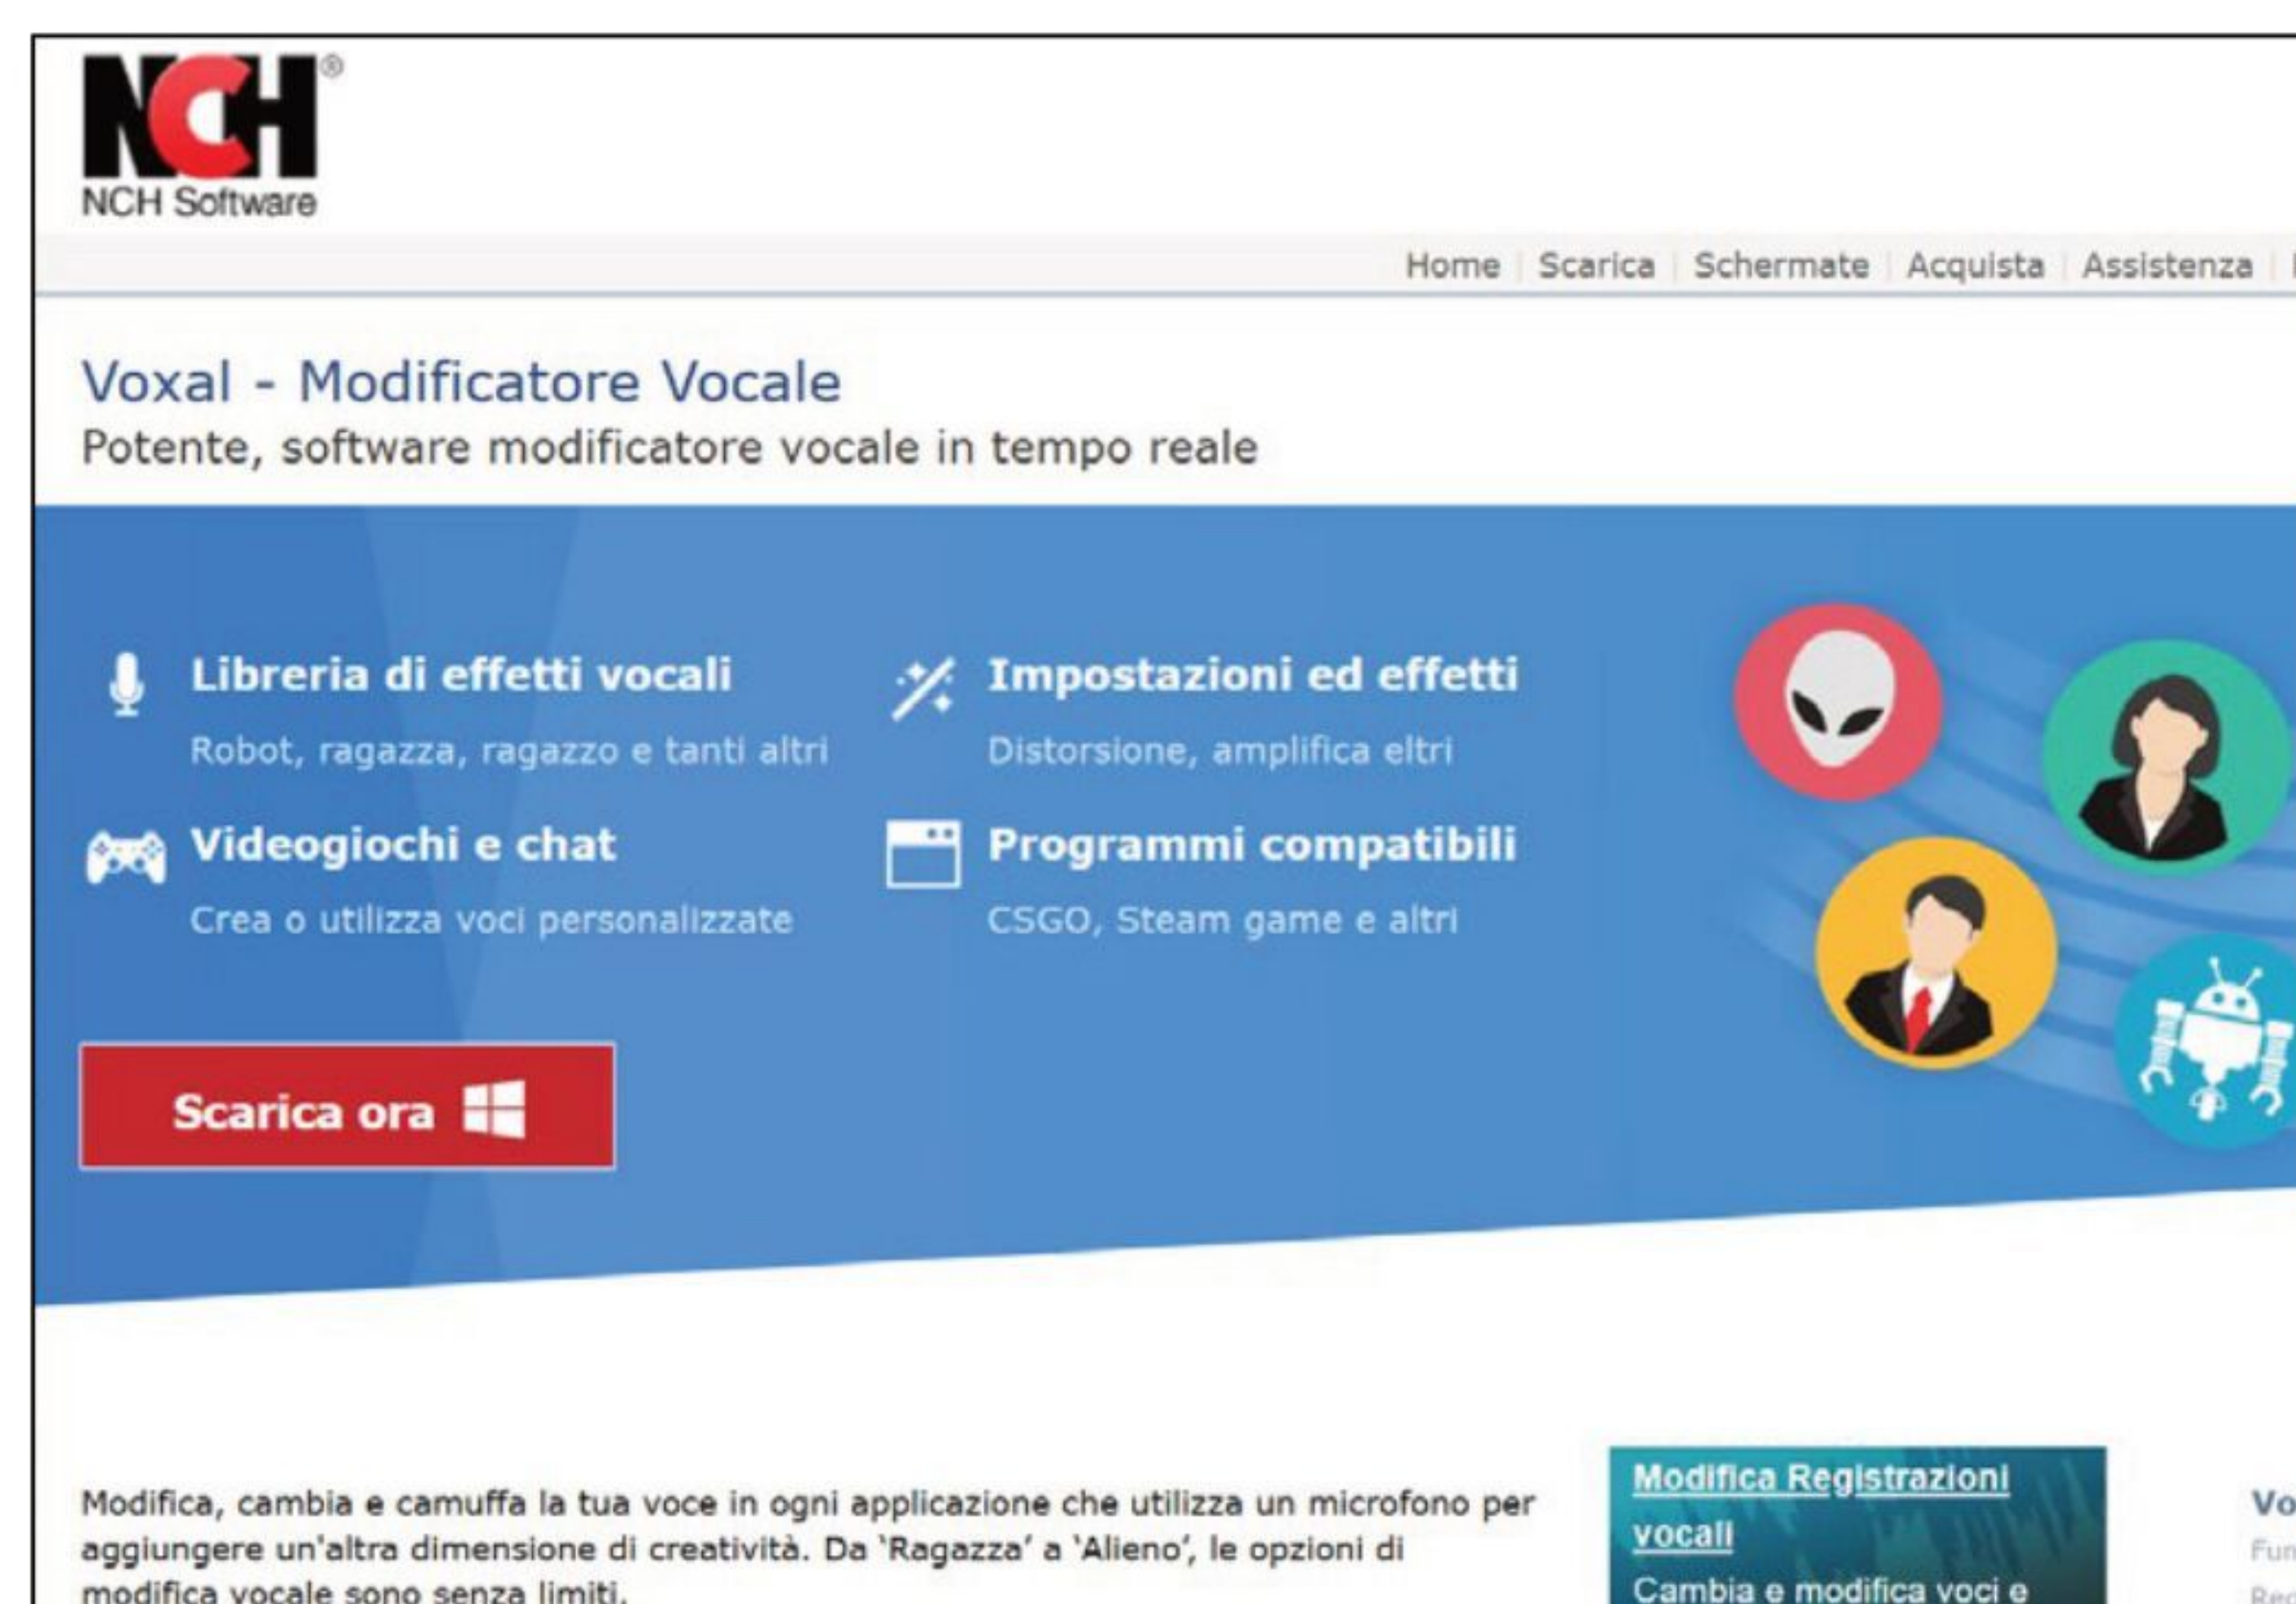 NCH®
NCH Software
Home Scarica Schermate Acquista Assistenza
Voxal - Modificatore Vocale
Potente, software modificatore vocale in tempo reale
Libreria di effetti vocali
Robot, ragazza, ragazzo e tanti altri
Impostazioni ed effetti
Distorsione, amplifica eltri
Videogiochi e chat
Crea o utilizza voci personalizzate
Programmi compatibili
CSGO, Steam game e altri
Scarica ora
Modifica, cambia e camuffa la tua voce in ogni applicazione che utilizza un microfono per
aggiungere un'altra dimensione di creatività. Da ‘Ragazza’ a ‘Alieno’, le opzioni di
modifica vocale sono senza limiti.
Modifica Registrazioni
vocali
Cambia e modifica voci e